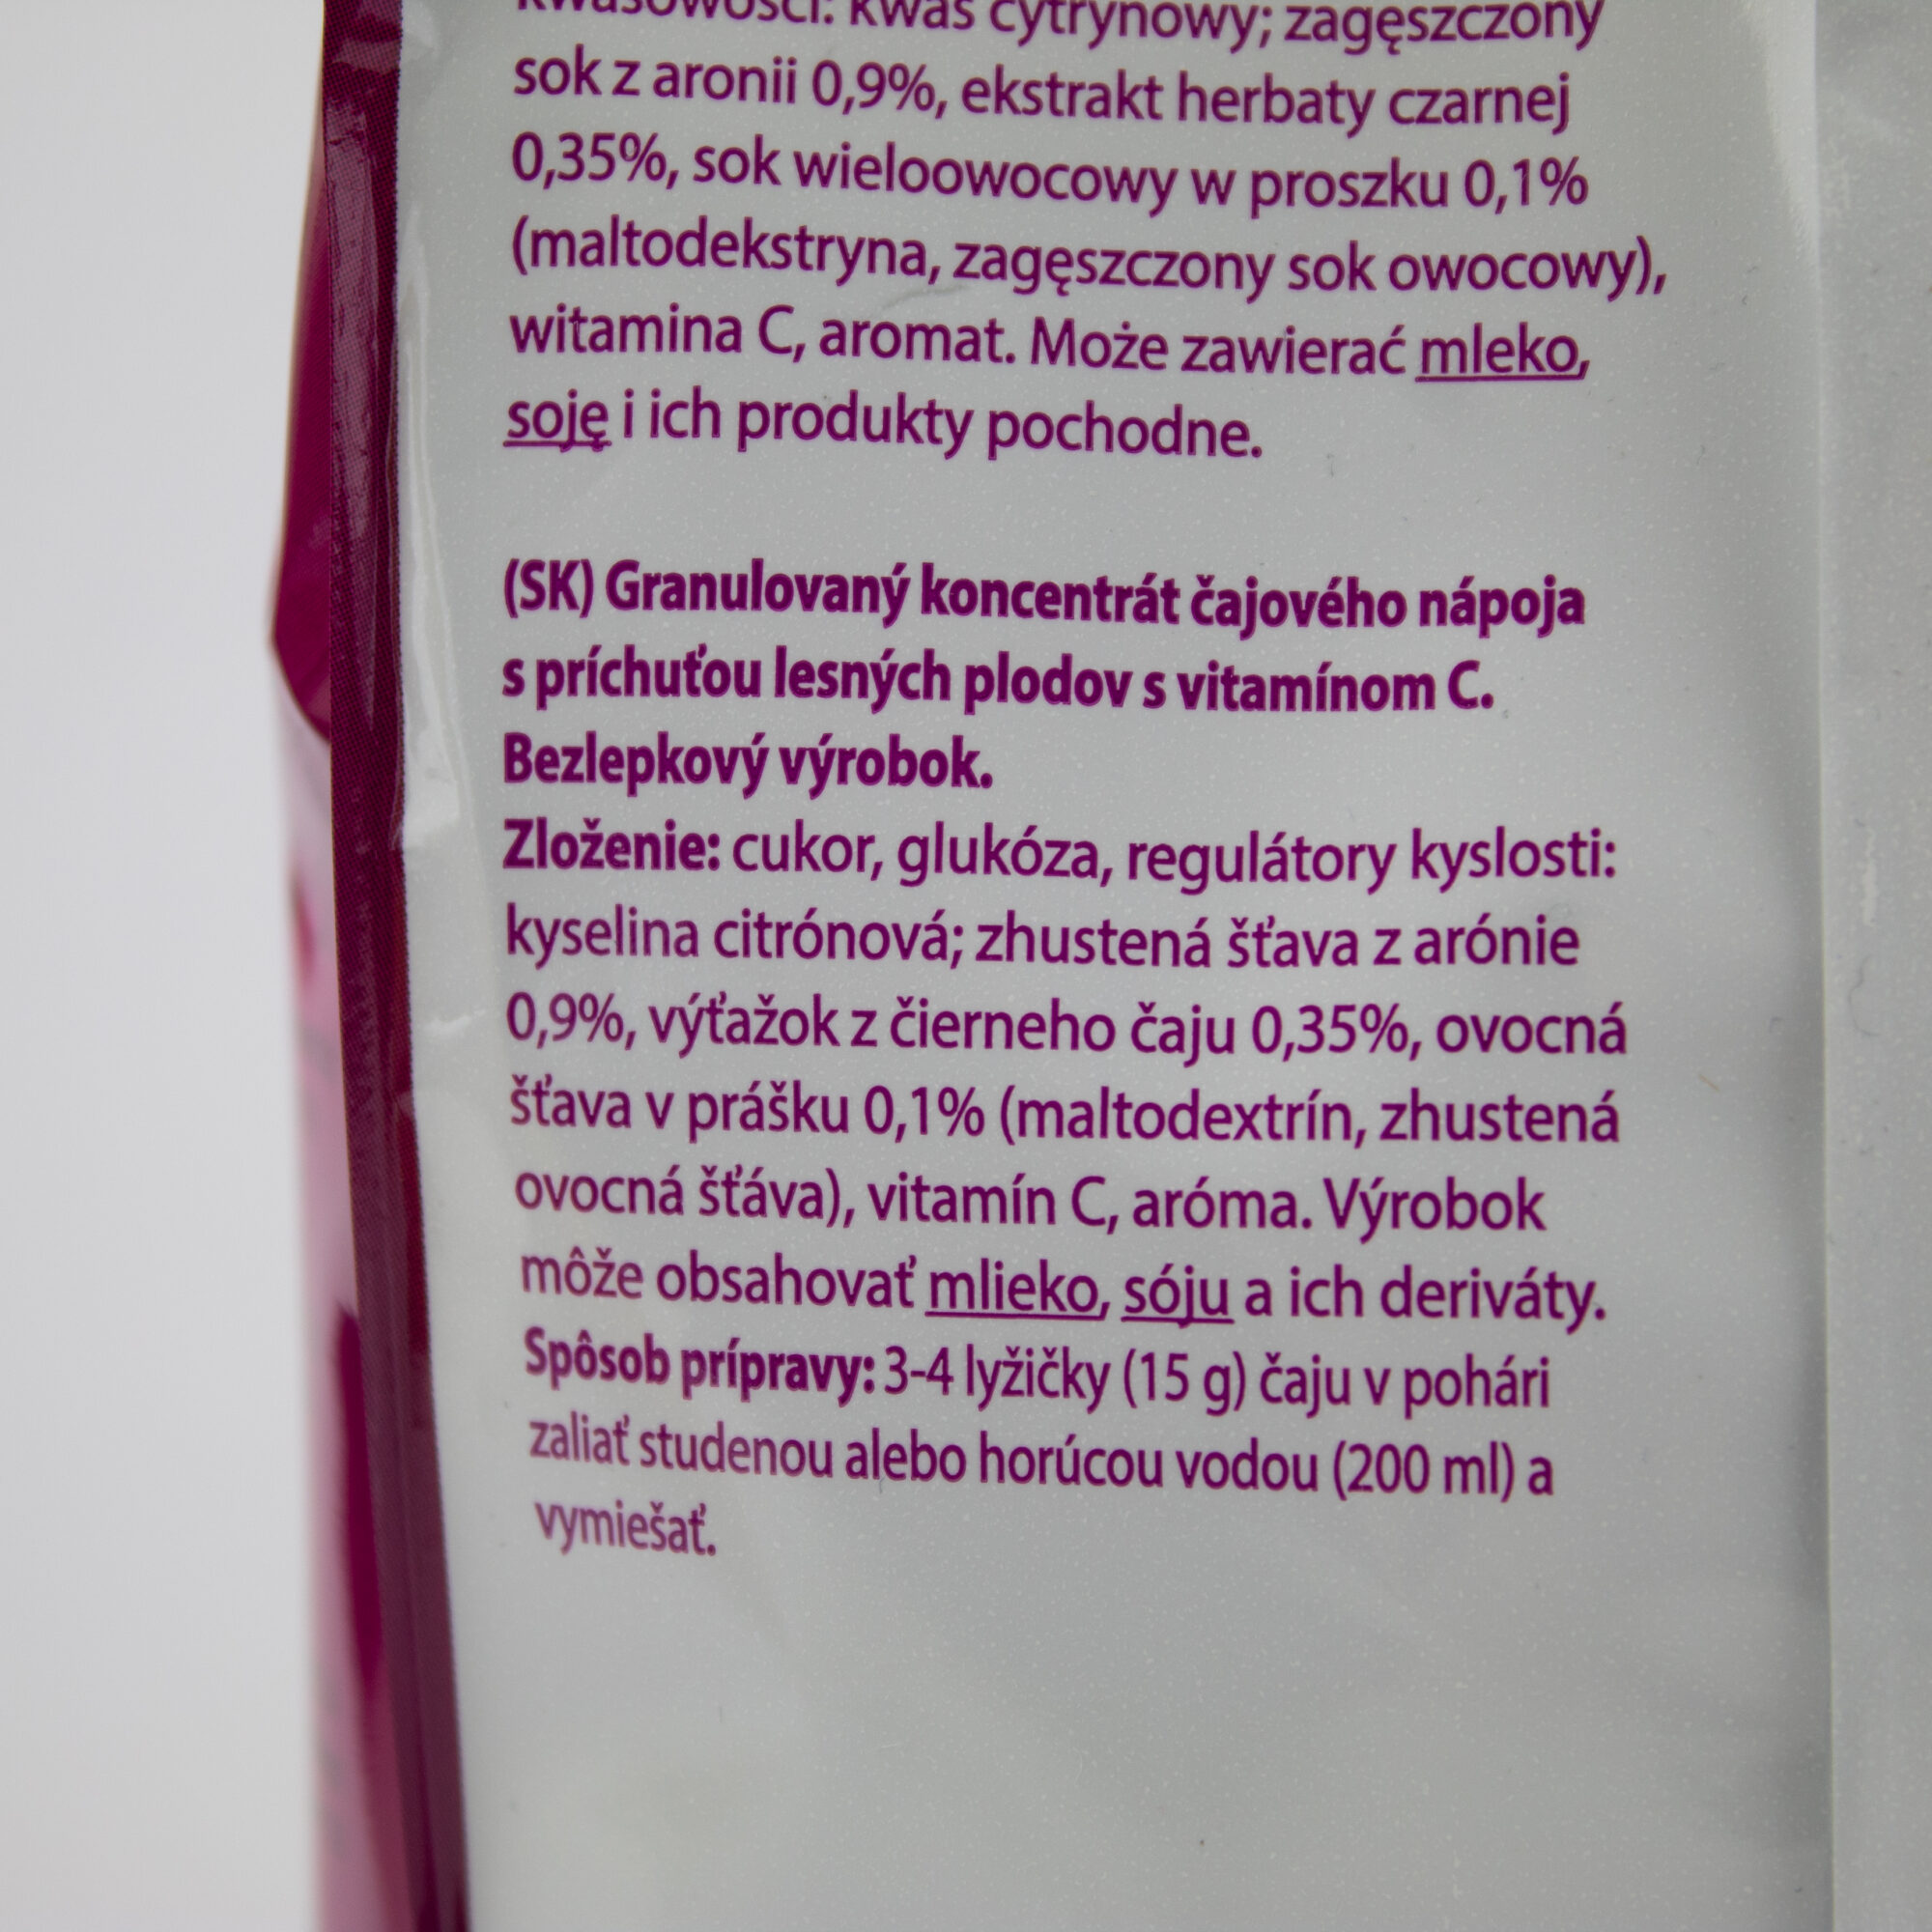 kwasowości: kwas cytrynowy; zagęszczony
sok z aronii 0,9%, ekstrakt herbaty czarnej
0,35%, sok wieloowocowy w proszku 0,1%
(maltodekstryna, zagęszczony sok owocowy),
witamina C, aromat. Może zawierać mleko,
soję i ich produkty pochodne.
(SK) Granulovaný koncentrát čajového nápoja
s príchuťou lesných plodov s vitamínom C.
Bezlepkový výrobok.
Zloženie: cukor, glukóza, regulátory kyslosti:
kyselina citrónová; zhustená šťava z arónie
0,9%, výťažok z čierneho čaju 0,35%, ovocná
šťava v prášku 0,1% (maltodextrín, zhustená
ovocná šťáva), vitamín C, aróma. Výrobok
môže obsahovať mlieko, sóju a ich deriváty.
Spôsob prípravy: 3-4 lyžičky (15 g) čaju v pohári
zaliať studenou alebo horúcou vodou (200 ml) a
vymiešať.